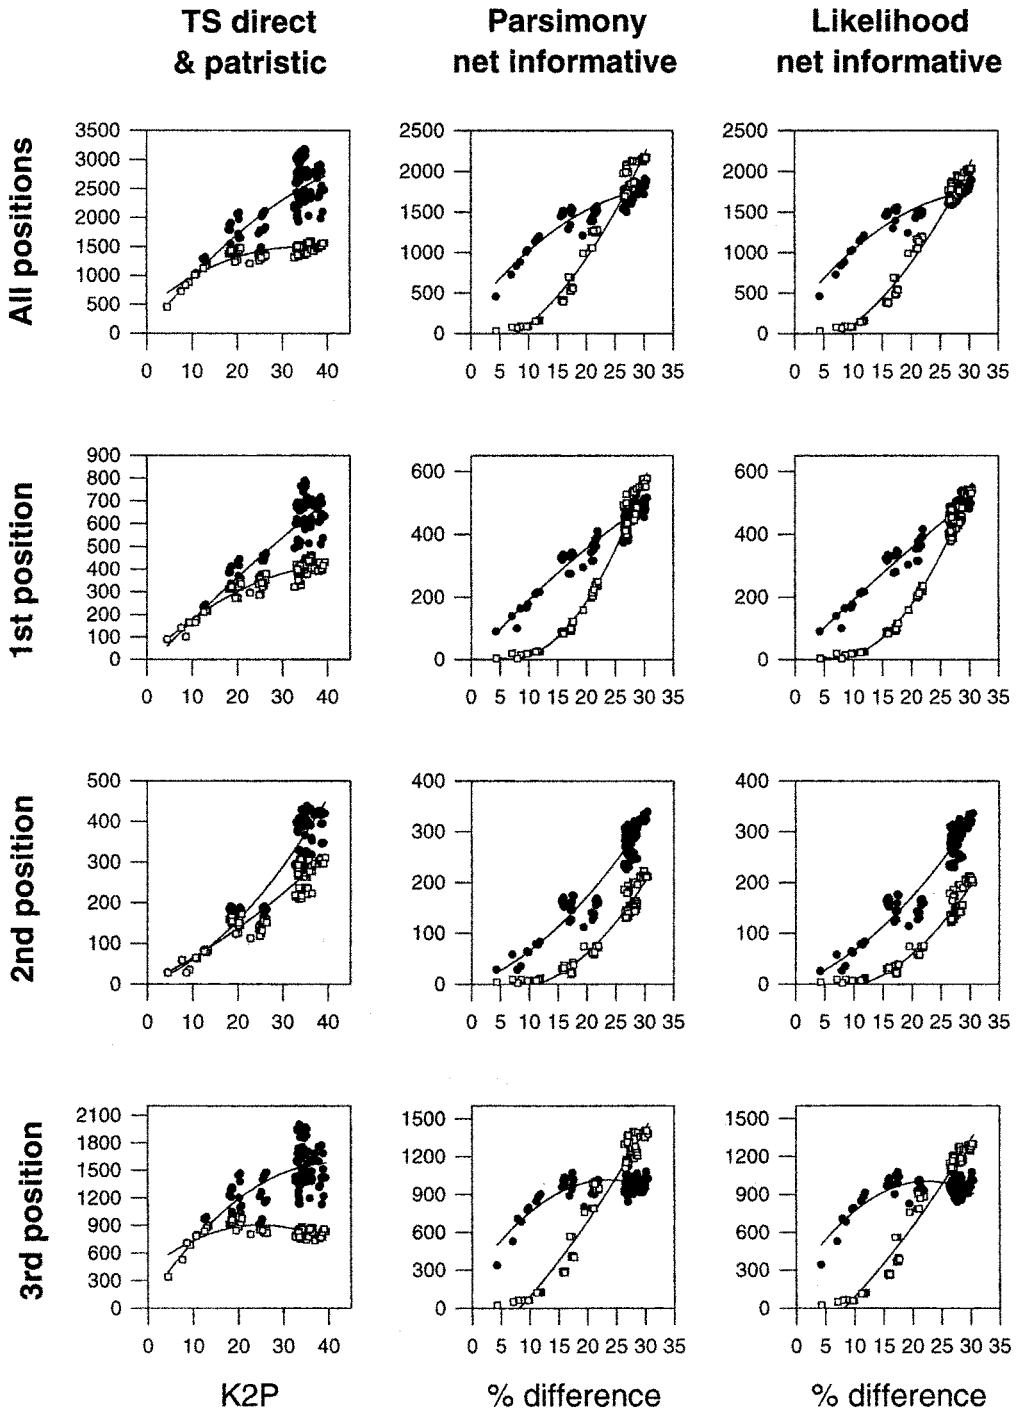 TS direct Parsimony Likelihood
& patristic net informative net informative
All positions
3500 2500 2500
3000 2000 2000
2500 1500 1500
2000 1000 1000
1500 500 500
1000 0 0
500
0
0 10 20 30 40 0 5 10 15 20 25 30 35 0 5 10 15 20 25 30 35
1st position
900 600 600
800 400 400
700 200 200
600 0 0
500
400
300
200
100
0
0 10 20 30 40 0 5 10 15 20 25 30 35 0 5 10 15 20 25 30 35
2nd position
500 400 400
400 300 300
300 200 200
200 100 100
100 0 0
0
0 10 20 30 40 0 5 10 15 20 25 30 35 0 5 10 15 20 25 30 35
3rd position
2100 1500 1500
1800 1200 1200
1500 900 900
1200 600 600
900 300 300
600 0 0
300
0
0 10 20 30 40 0 5 10 15 20 25 30 35 0 5 10 15 20 25 30 35
K2P % difference % difference